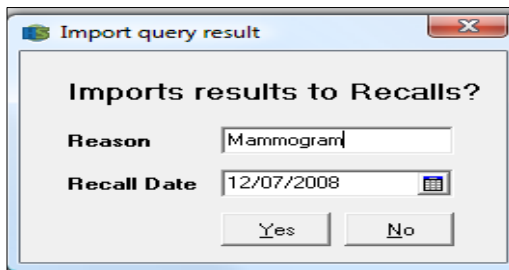 Import query result
Imports results to Recalls?
Reason Mammogram
Recall Date 12/07/2008
Yes No